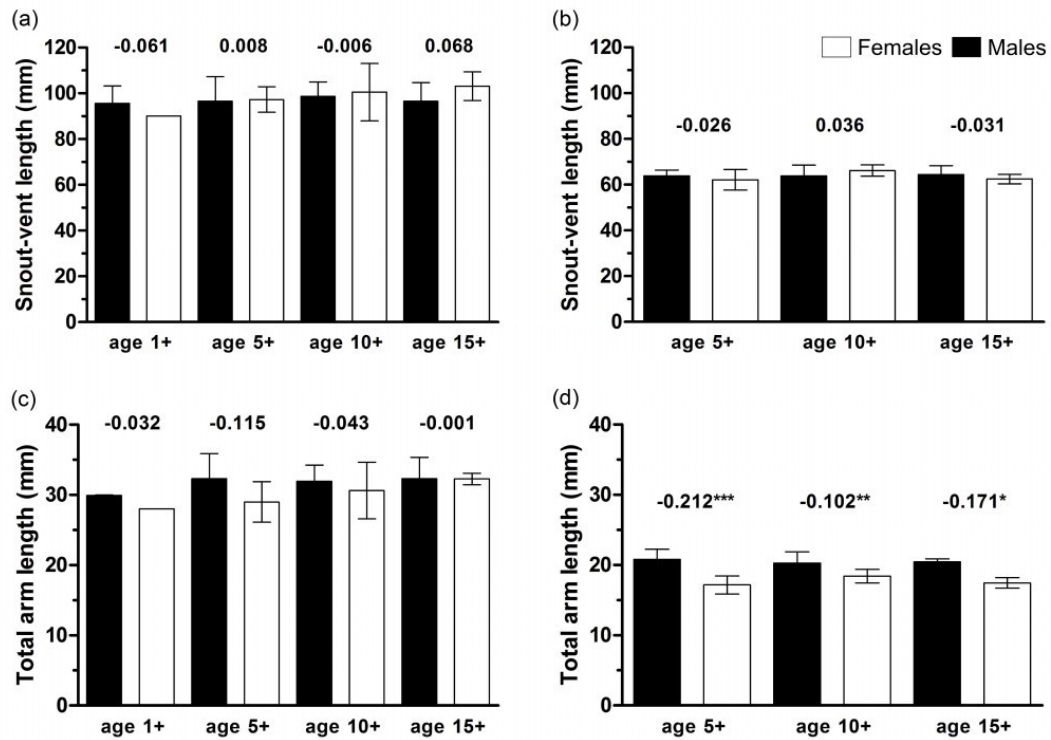 (a)
-0.061 0.008 -0.006 0.068
120
100
80
60
40
20
0
Snout-vent length (mm)
age 1+ age 5+ age 10+ age 15+
(b)
Females Males
-0.026 0.036 -0.031
120
100
80
60
40
20
0
Snout-vent length (mm)
age 5+ age 10+ age 15+
(c)
-0.032 -0.115 -0.043 -0.001
40
30
20
10
0
Total arm length (mm)
age 1+ age 5+ age 10+ age 15+
(d)
-0.212*** -0.102** -0.171*
40
30
20
10
0
Total arm length (mm)
age 5+ age 10+ age 15+